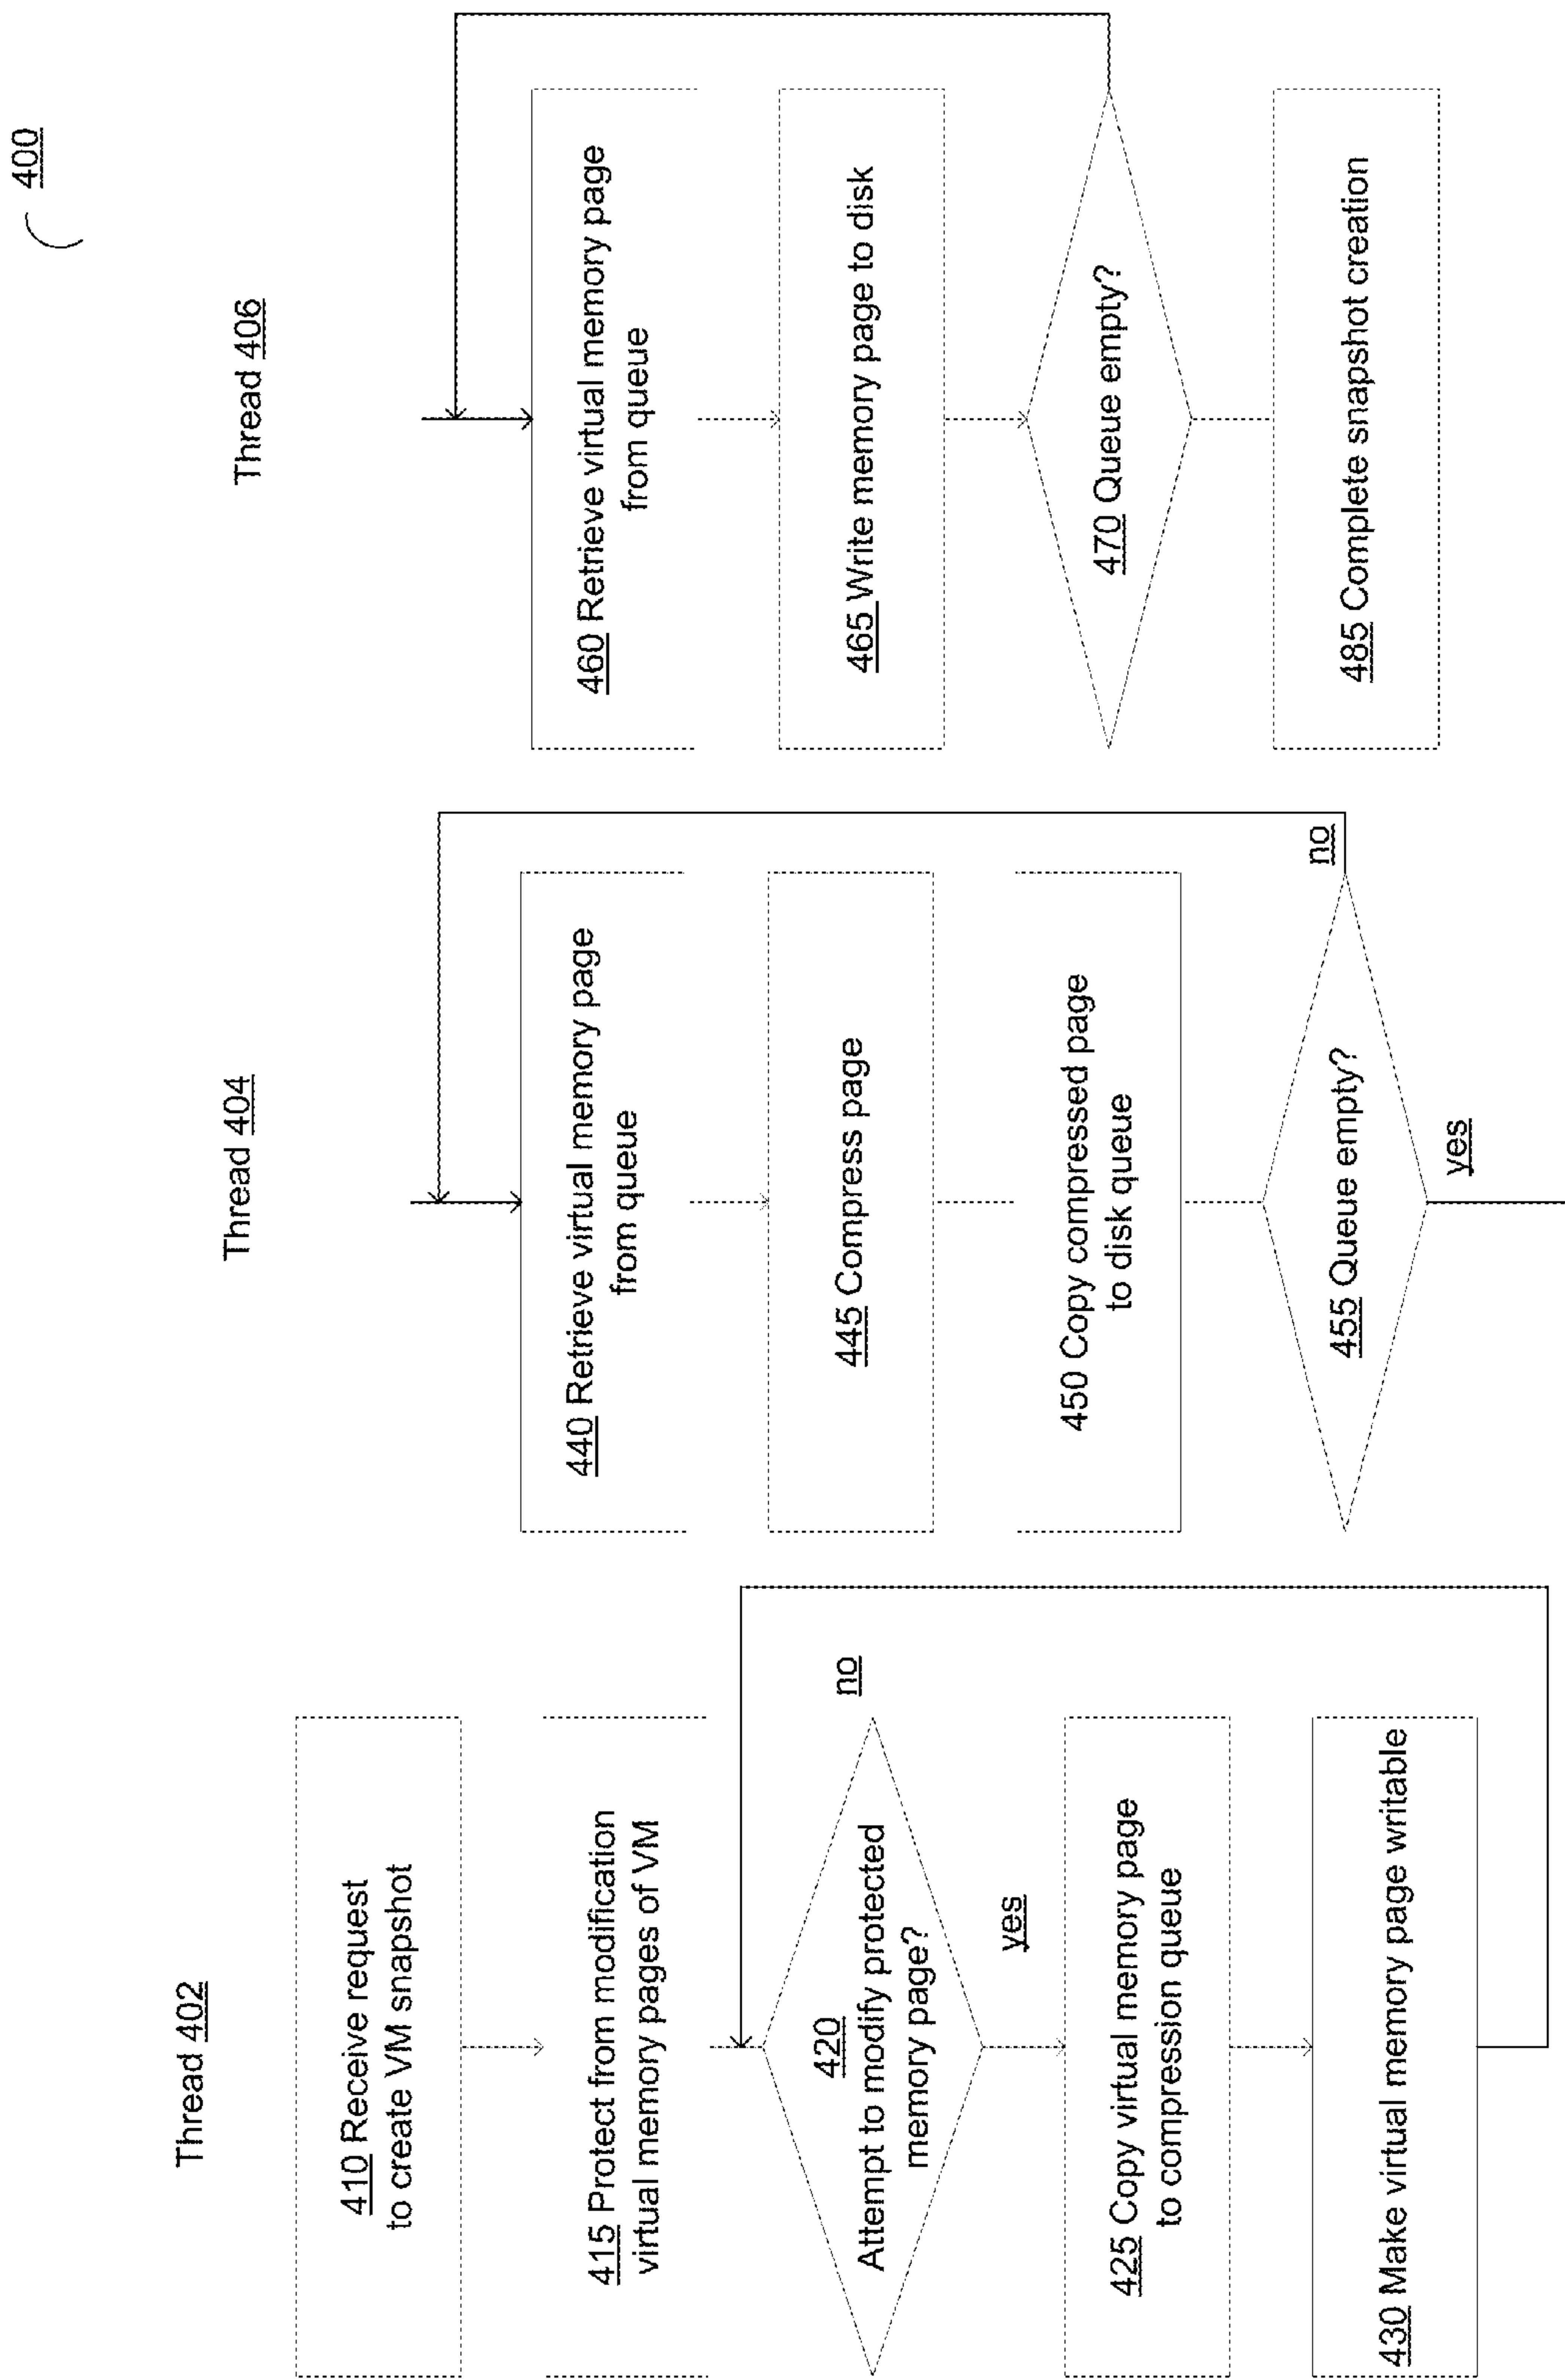 400
Thread 402
410 Receive request
to create VM snapshot
415 Protect from modification
virtual memory pages of VM
420
Attempt to modify protected
memory page?
no
yes
425 Copy virtual memory page
to compression queue
430 Make virtual memory page writable
Thread 404
440 Retrieve virtual memory page
from queue
445 Compress page
450 Copy compressed page
to disk queue
455 Queue empty?
no
yes
Thread 406
460 Retrieve virtual memory page
from queue
465 Write memory page to disk
470 Queue empty?
485 Complete snapshot creation